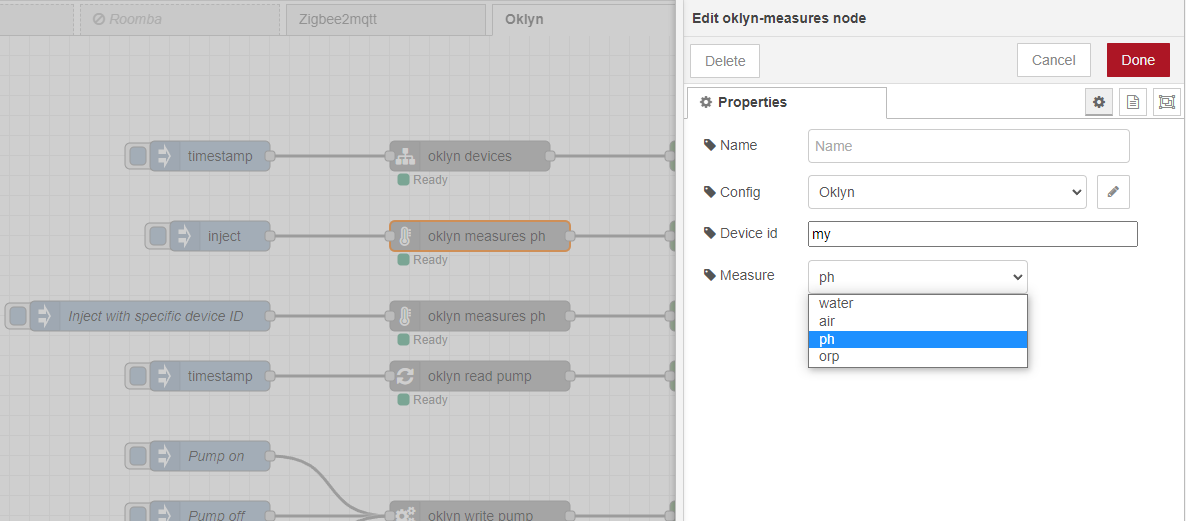 Roomba
Zigbee2mqtt
Oklyn
timestamp
oklyn devices
Ready
inject
oklyn measures ph
Ready
Inject with specific device ID
oklyn measures ph
Ready
timestamp
oklyn read pump
Ready
Pump on
Pump off
oklyn write pump
Edit oklyn-measures node
Delete
Cancel
Done
Properties
Name
Name
Config
Oklyn
Device id
my
Measure
ph
water
air
ph
orp